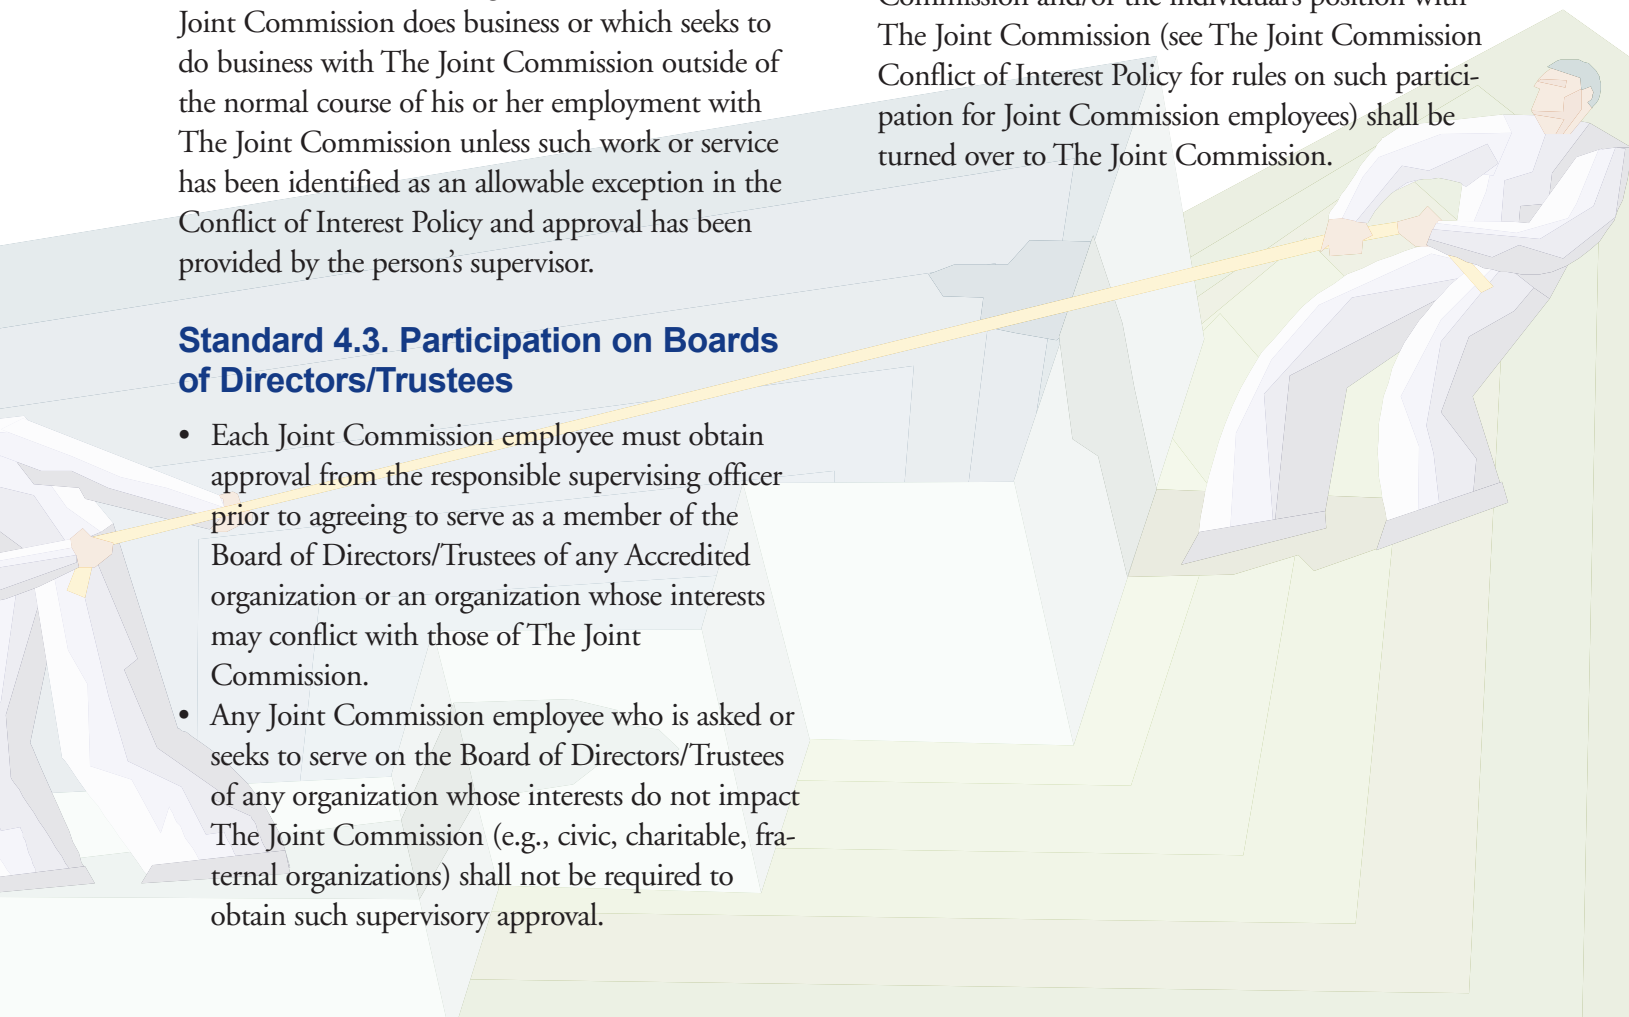 Joint Commission does business or which seeks to
do business with The Joint Commission outside of
the normal course of his or her employment with
The Joint Commission unless such work or service
has been identified as an allowable exception in the
Conflict of Interest Policy and approval has been
provided by the person’s supervisor.
Standard 4.3. Participation on Boards
of Directors/Trustees
• Each Joint Commission employee must obtain
approval from the responsible supervising officer
prior to agreeing to serve as a member of the
Board of Directors/Trustees of any Accredited
organization or an organization whose interests
may conflict with those of The Joint
Commission.
• Any Joint Commission employee who is asked or
seeks to serve on the Board of Directors/Trustees
of any organization whose interests do not impact
The Joint Commission (e.g., civic, charitable, fra-
ternal organizations) shall not be required to
obtain such supervisory approval.
Commission and/or the individual's position with
The Joint Commission (see The Joint Commission
Conflict of Interest Policy for rules on such partici-
pation for Joint Commission employees) shall be
turned over to The Joint Commission.